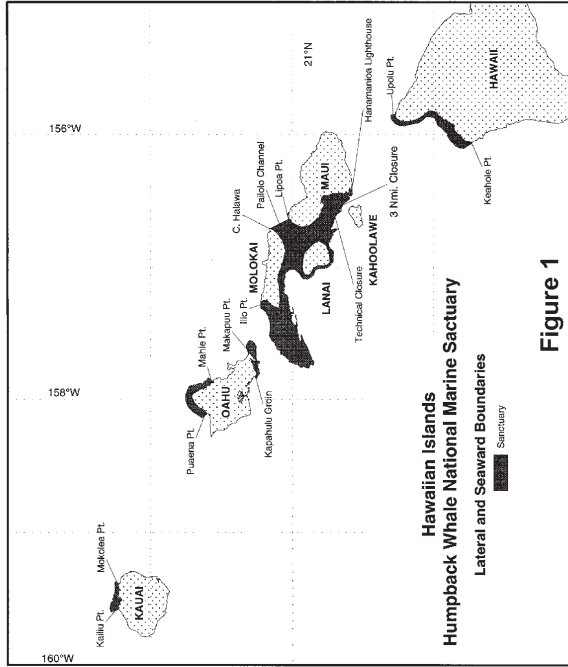 160°W
158°W
156°W
21°N
Kailiu Pt.
Mokolea Pt.
KAUAI
Puaena Pt.
Mahie Pt.
OAHU
Makapuu Pt.
Kapahulu Groin
Ilio Pt.
MOLOKAI
C. Halawa
Pailolo Channel
Lipoa Pt.
MAUI
LANAI
KAHOOLAWE
Technical Closure
3 Nmi. Closure
Hanamanioa Lighthouse
Upolu Pt.
HAWAII
Keahole Pt.
Hawaiian Islands
Humpback Whale National Marine Sactuary
Lateral and Seaward Boundaries
Sanctuary
Figure 1